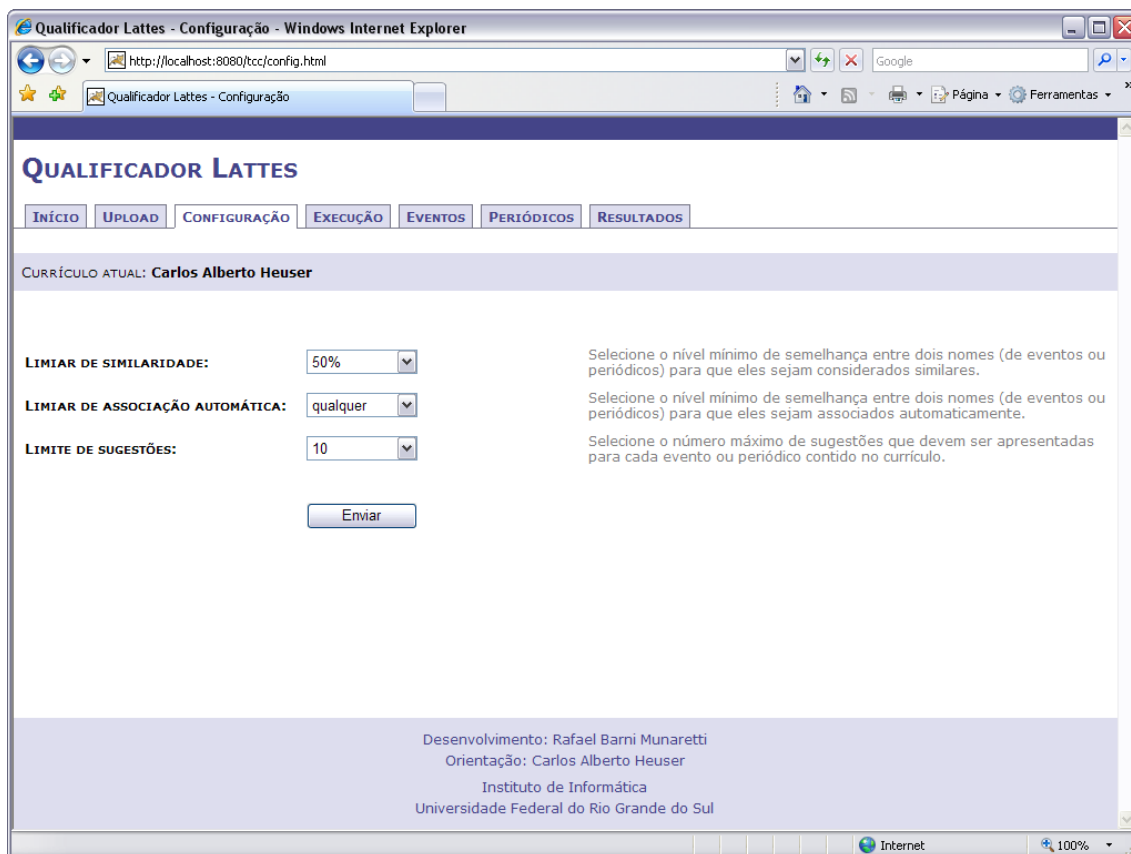 Qualificador Lattes - Configuração - Windows Internet Explorer
http://localhost:8080/tcc/config.html
Google
Qualificador Lattes - Configuração
Página
Ferramentas
»
QUALIFICADOR LATTES
INÍCIO UPLOAD CONFIGURAÇÃO EXECUÇÃO EVENTOS PERIÓDICOS RESULTADOS
CURRÍCULO ATUAL: Carlos Alberto Heuser
LIMIAR DE SIMILARIDADE: 50%
Selecione o nível mínimo de semelhança entre dois nomes (de eventos ou
periódicos) para que eles sejam considerados similares.
LIMIAR DE ASSOCIAÇÃO AUTOMÁTICA: qualquer
Selecione o nível mínimo de semelhança entre dois nomes (de eventos ou
periódicos) para que eles sejam associados automaticamente.
LIMITE DE SUGESTÕES: 10
Selecione o número máximo de sugestões que devem ser apresentadas
para cada evento ou periódico contido no currículo.
Enviar
Desenvolvimento: Rafael Barni Munaretti
Orientação: Carlos Alberto Heuser
Instituto de Informática
Universidade Federal do Rio Grande do Sul
Internet
100%